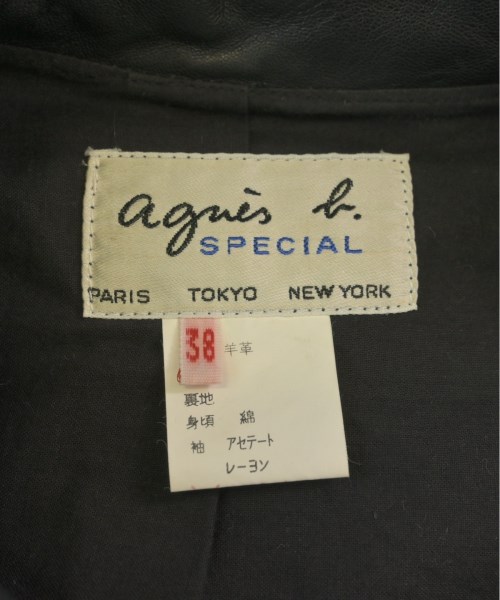 agnès b.
SPECIAL
PARIS TOKYO NEW YORK
38 羊革
裏地
身頃 綿
袖 アセテート
レーヨン